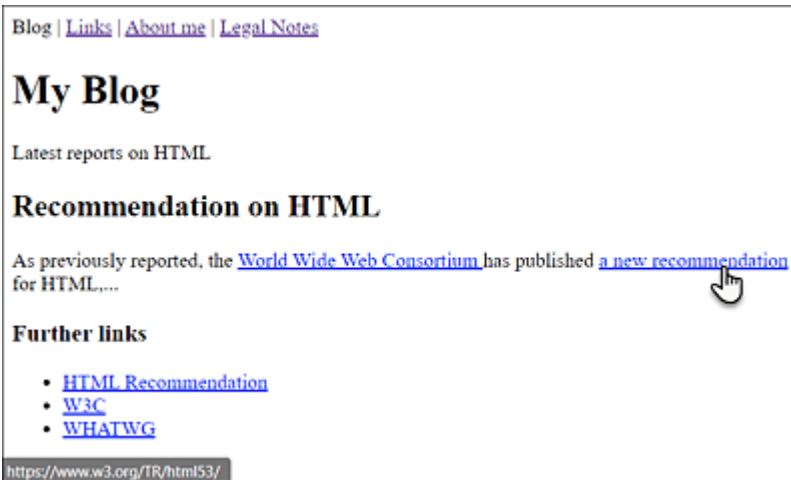 Blog | Links | About me | Legal Notes
My Blog
Latest reports on HTML
Recommendation on HTML
As previously reported, the World Wide Web Consortium has published a new recommendation
for HTML,...
Further links
• HTML Recommendation
• W3C
• WHATWG
https://www.w3.org/TR/html53/